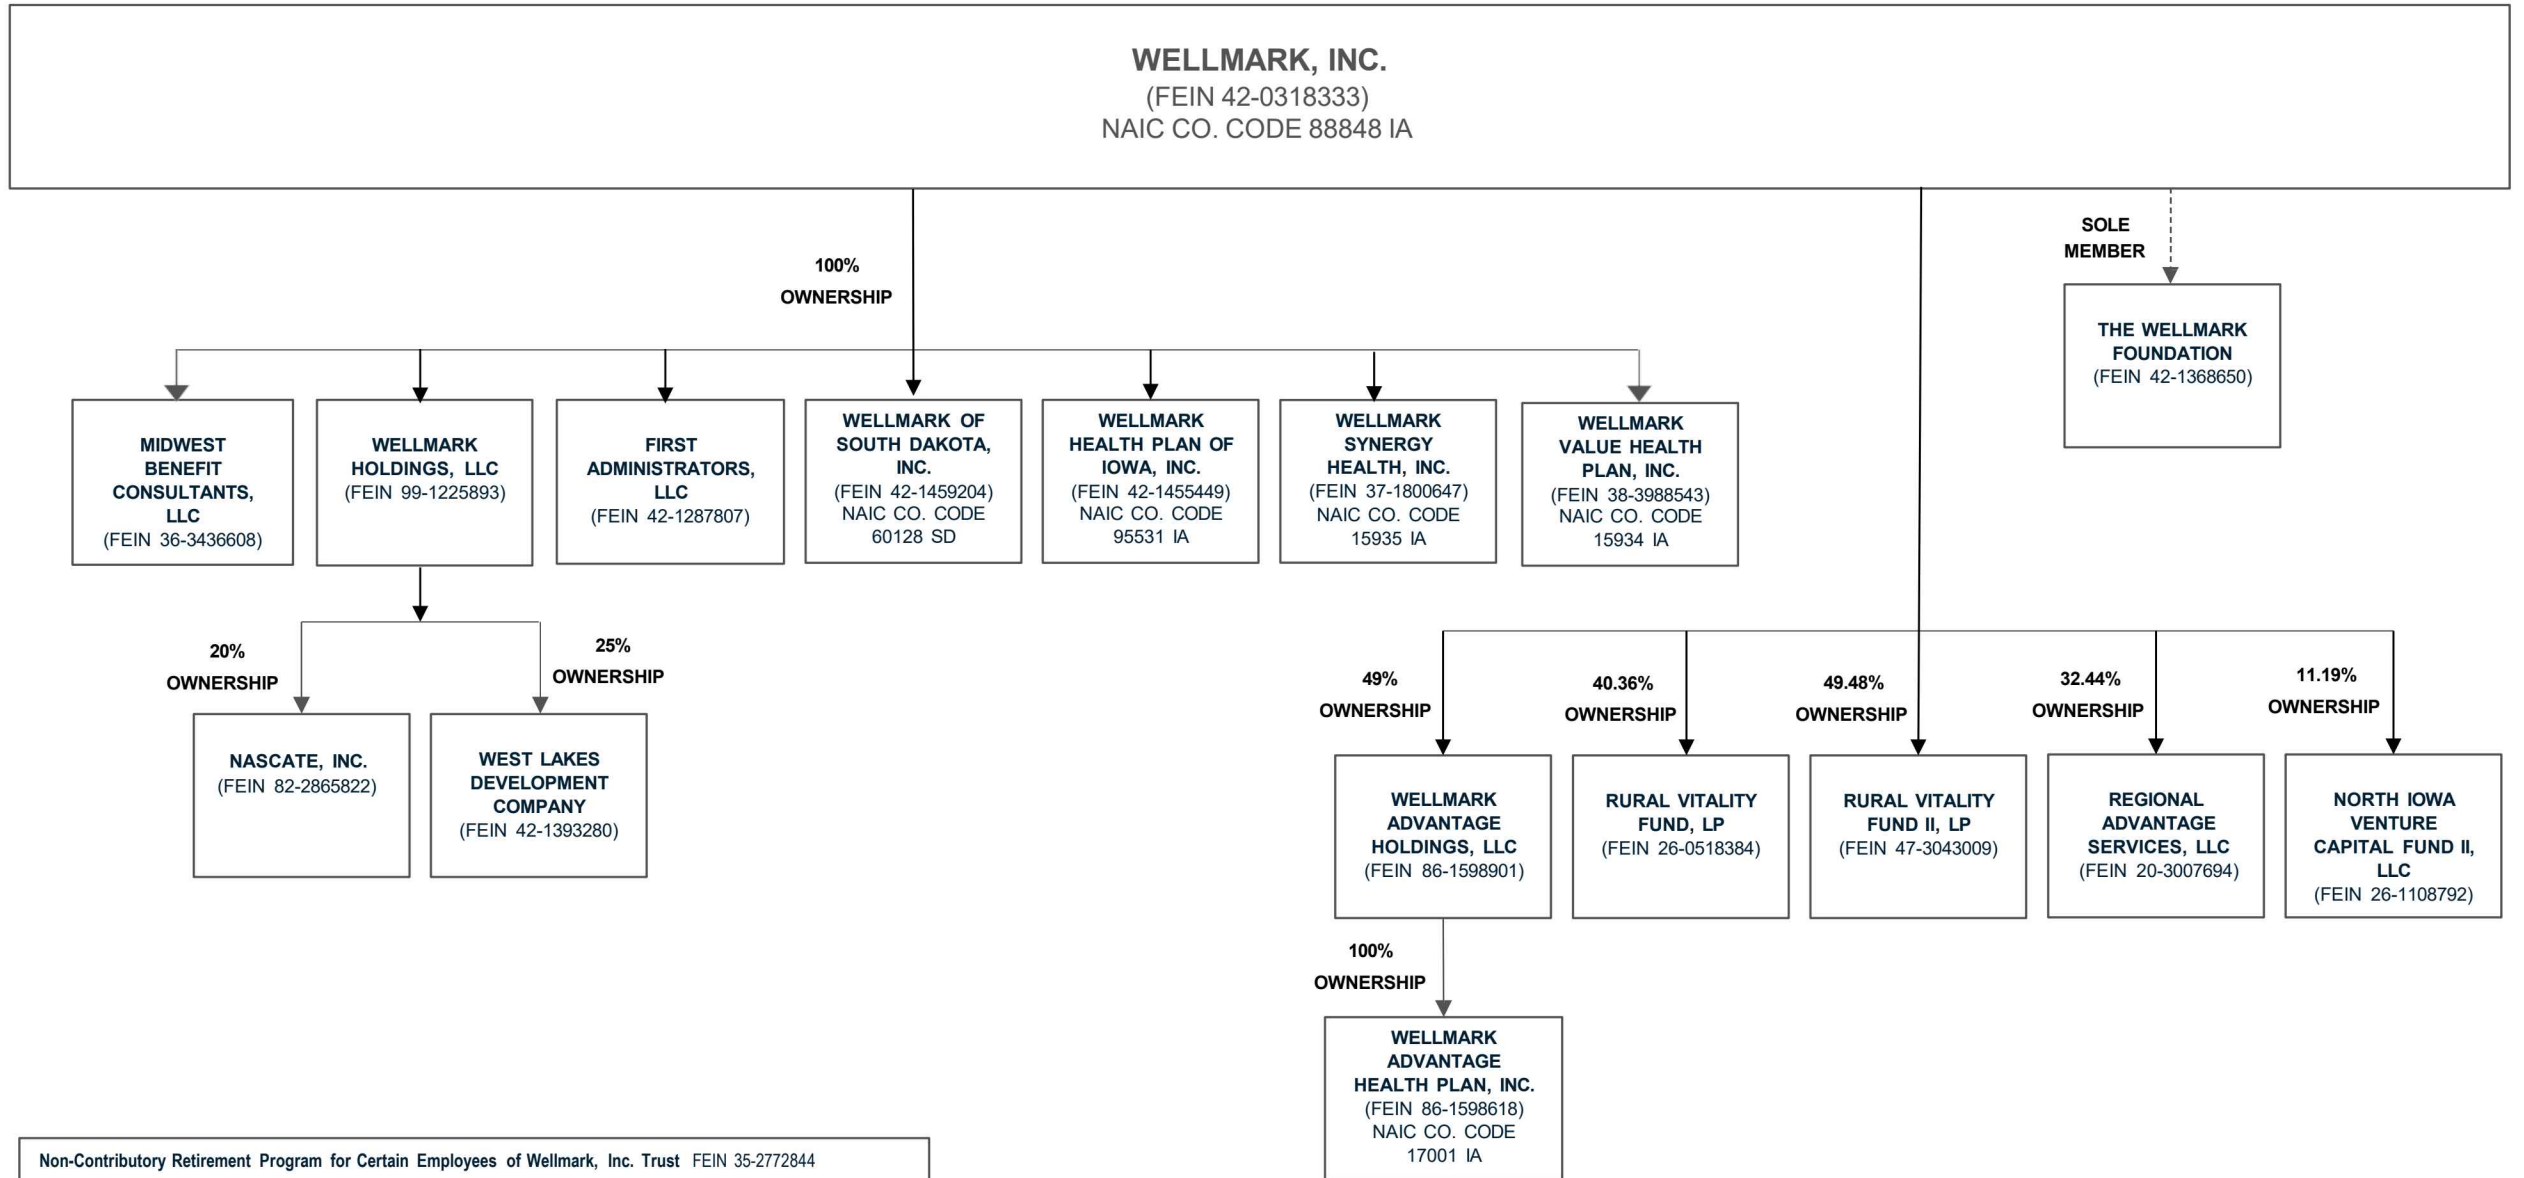 WELLMARK, INC.
(FEIN 42-0318333)
NAIC CO. CODE 88848 IA
100%
OWNERSHIP
SOLE
MEMBER
THE WELLMARK
FOUNDATION
(FEIN 42-1368650)
MIDWEST
BENEFIT
CONSULTANTS,
LLC
(FEIN 36-3436608)
WELLMARK
HOLDINGS, LLC
(FEIN 99-1225893)
FIRST
ADMINISTRATORS,
LLC
(FEIN 42-1287807)
WELLMARK OF
SOUTH DAKOTA,
INC.
(FEIN 42-1459204)
NAIC CO. CODE
60128 SD
WELLMARK
HEALTH PLAN OF
IOWA, INC.
(FEIN 42-1455449)
NAIC CO. CODE
95531 IA
WELLMARK
SYNERGY
HEALTH, INC.
(FEIN 37-1800647)
NAIC CO. CODE
15935 IA
WELLMARK
VALUE HEALTH
PLAN, INC.
(FEIN 38-3988543)
NAIC CO. CODE
15934 IA
20%
OWNERSHIP
25%
OWNERSHIP
NASCATE, INC.
(FEIN 82-2865822)
WEST LAKES
DEVELOPMENT
COMPANY
(FEIN 42-1393280)
49%
OWNERSHIP
40.36%
OWNERSHIP
49.48%
OWNERSHIP
32.44%
OWNERSHIP
11.19%
OWNERSHIP
WELLMARK
ADVANTAGE
HOLDINGS, LLC
(FEIN 86-1598901)
RURAL VITALITY
FUND, LP
(FEIN 26-0518384)
RURAL VITALITY
FUND II, LP
(FEIN 47-3043009)
REGIONAL
ADVANTAGE
SERVICES, LLC
(FEIN 20-3007694)
NORTH IOWA
VENTURE
CAPITAL FUND II,
LLC
(FEIN 26-1108792)
100%
OWNERSHIP
WELLMARK
ADVANTAGE
HEALTH PLAN, INC.
(FEIN 86-1598618)
NAIC CO. CODE
17001 IA
Non-Contributory Retirement Program for Certain Employees of Wellmark, Inc. Trust FEIN 35-2772844